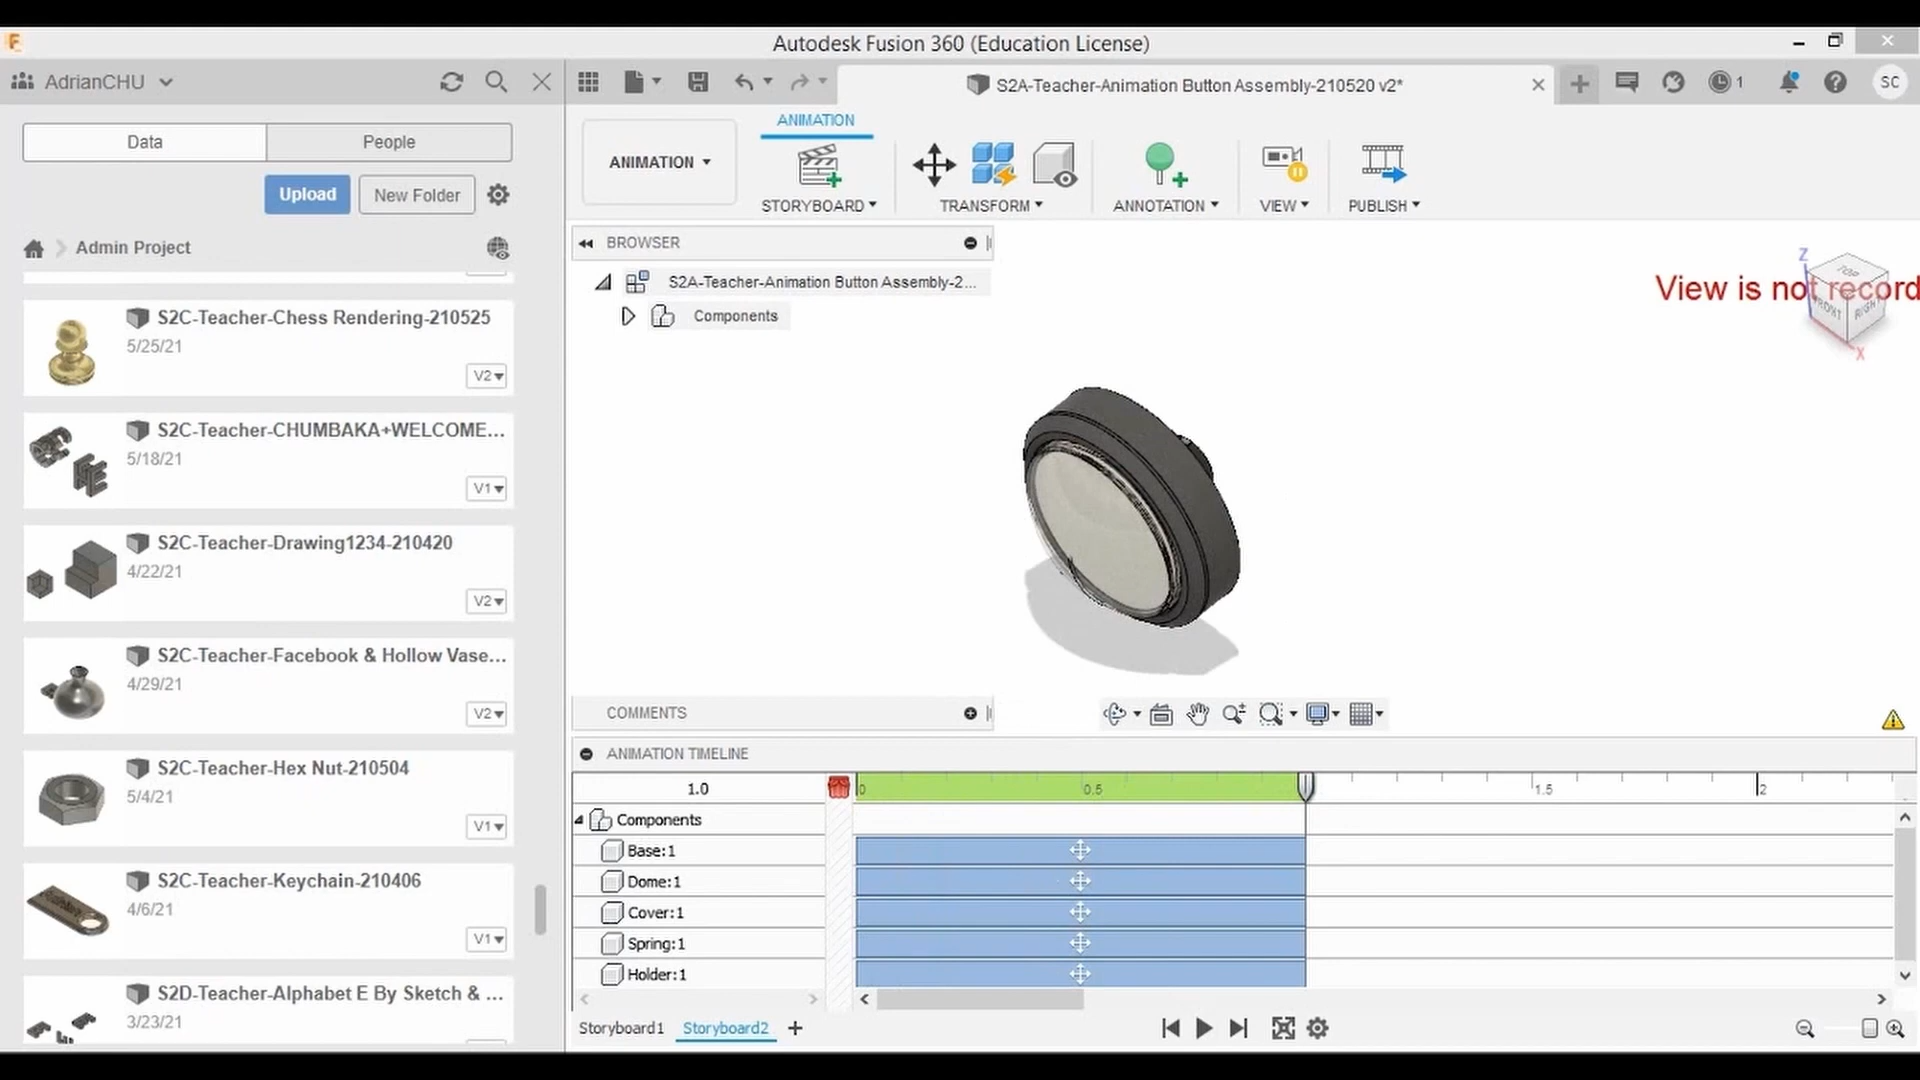 Autodesk Fusion 360 (Education License)
AdrianCHU
S2A-Teacher-Animation Button Assembly-210520 v2*
1
SC
Data
People
Upload
New Folder
Admin Project
S2C-Teacher-Chess Rendering-210525
5/25/21
V2
S2C-Teacher-CHUMBAKA+WELCOME...
5/18/21
V1
S2C-Teacher-Drawing1234-210420
4/22/21
V2
S2C-Teacher-Facebook & Hollow Vase...
4/29/21
V2
S2C-Teacher-Hex Nut-210504
5/4/21
V1
S2C-Teacher-Keychain-210406
4/6/21
V1
S2D-Teacher-Alphabet E By Sketch & ...
3/23/21
ANIMATION
ANIMATION
STORYBOARD
TRANSFORM
ANNOTATION
VIEW
PUBLISH
BROWSER
S2A-Teacher-Animation Button Assembly-2...
Components
View is not record
Z
TOP
FRONT
RIGHT
X
COMMENTS
ANIMATION TIMELINE
1.0
0
0.5
1.5
2
Components
Base:1
Dome:1
Cover:1
Spring:1
Holder:1
Storyboard1
Storyboard2